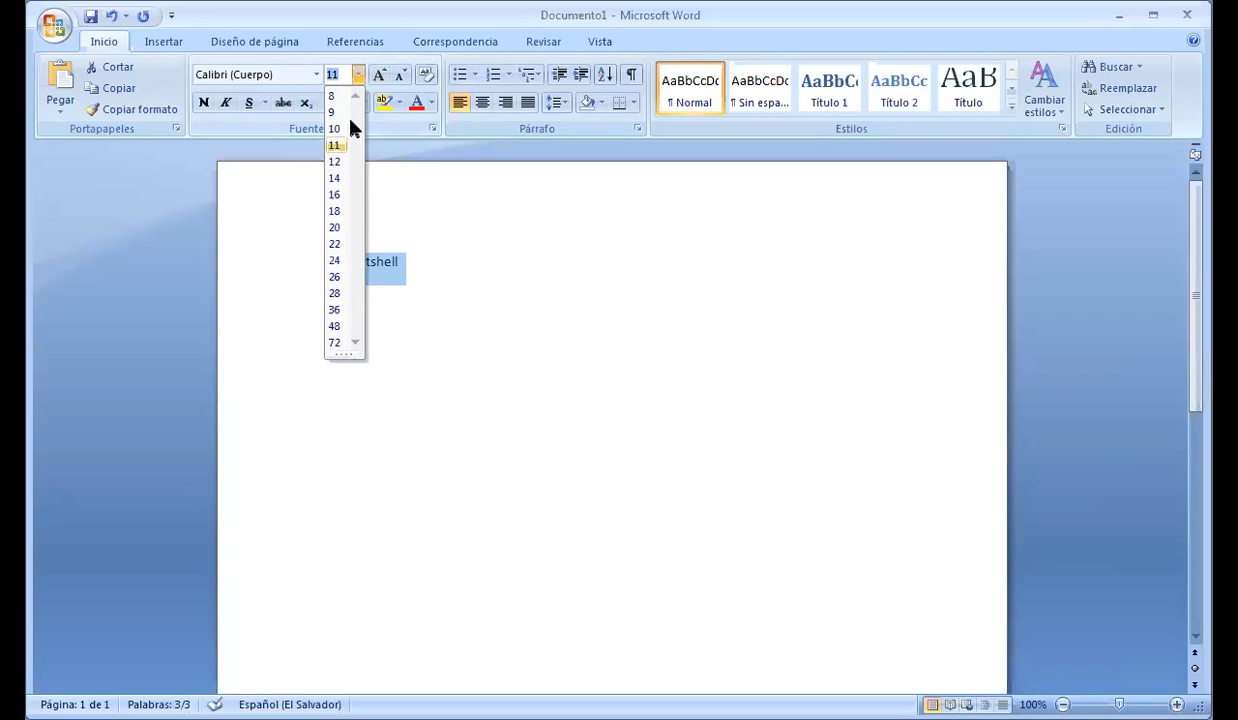 Documento1 - Microsoft Word
Inicio Insertar Diseño de página Referencias Correspondencia Revisar Vista
Pegar
Cortar
Copiar
Copiar formato
Portapapeles
Calibri (Cuerpo) 11
N K S abc x₂ ab A
Fuente
Párrafo
AaBbCcDc AaBbCcDc AaBbCc AaBbCc AaB
¶ Normal ¶ Sin espa... Título 1 Título 2 Título
Cambiar
estilos
Estilos
Buscar
Reemplazar
Seleccionar
Edición
8
9
10
11
12
14
16
18
20
22
24
26
28
36
48
72
tshell
Página: 1 de 1 Palabras: 3/3 Español (El Salvador) 100%